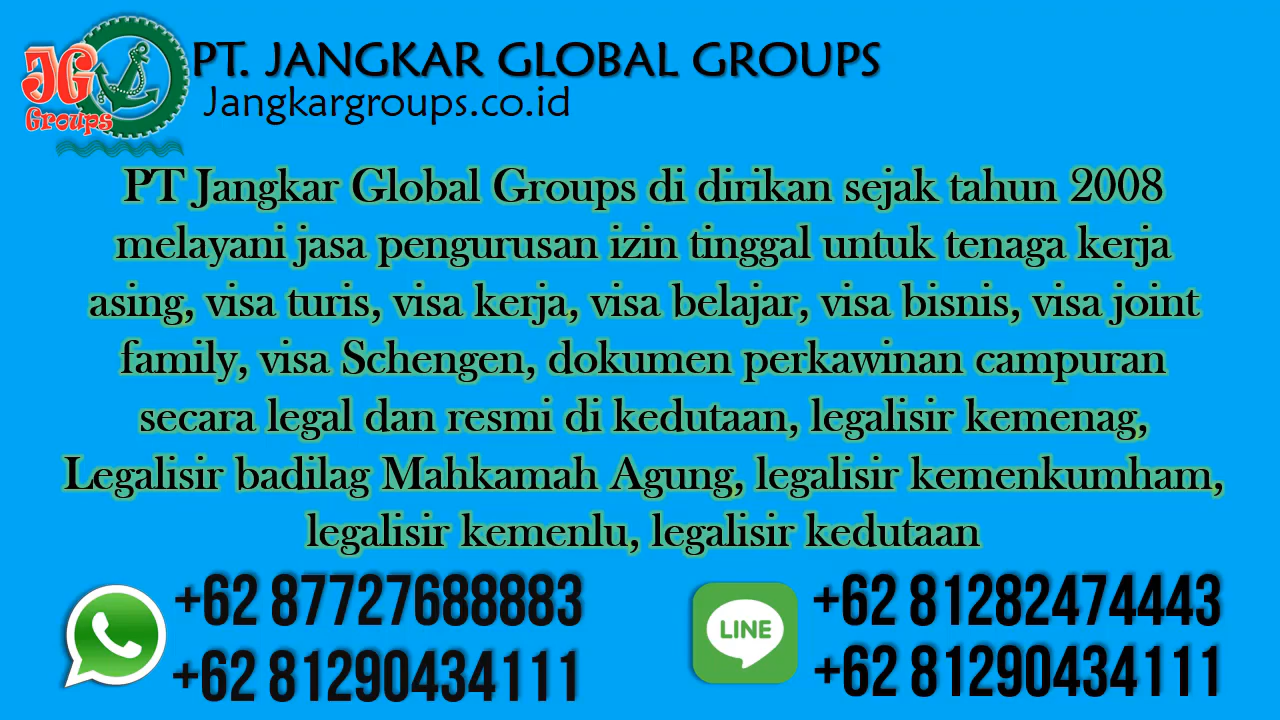 JG
Groups
PT. JANGKAR GLOBAL GROUPS
Jangkargroups.co.id
PT Jangkar Global Groups di dirikan sejak tahun 2008
melayani jasa pengurusan izin tinggal untuk tenaga kerja
asing, visa turis, visa kerja, visa belajar, visa bisnis, visa joint
family, visa Schengen, dokumen perkawinan campuran
secara legal dan resmi di kedutaan, legalisir kemenag,
Legalisir badilag Mahkamah Agung, legalisir kemenkumham,
legalisir kemenlu, legalisir kedutaan
+62 87727688883
+62 81290434111
LINE
+62 81282474443
+62 81290434111